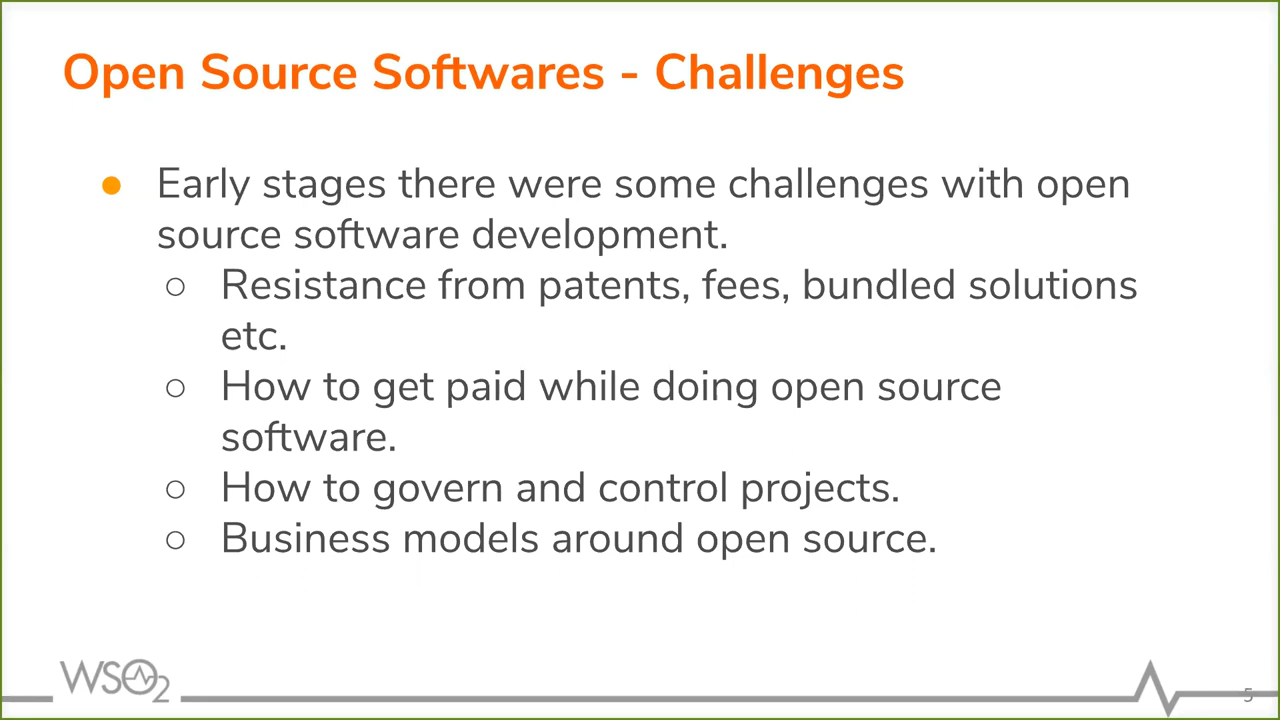 Open Source Softwares - Challenges
● Early stages there were some challenges with open
source software development.
○ Resistance from patents, fees, bundled solutions
etc.
○ How to get paid while doing open source
software.
○ How to govern and control projects.
○ Business models around open source.
WSO2
5